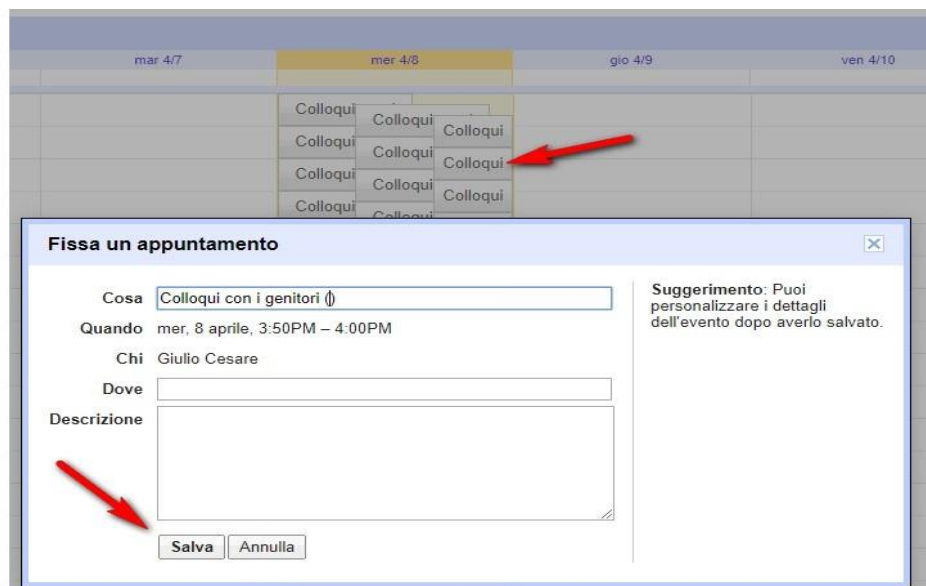 mar 4/7 mer 4/8 gio 4/9 ven 4/10
Colloqui Colloqui Colloqui
Colloqui Colloqui Colloqui
Colloqui Colloqui Colloqui
Colloqui Colloqui
Fissa un appuntamento
Cosa Colloqui con i genitori ()
Quando mer, 8 aprile, 3:50PM – 4:00PM
Chi Giulio Cesare
Dove
Descrizione
Suggerimento: Puoi
personalizzare i dettagli
dell'evento dopo averlo salvato.
Salva Annulla